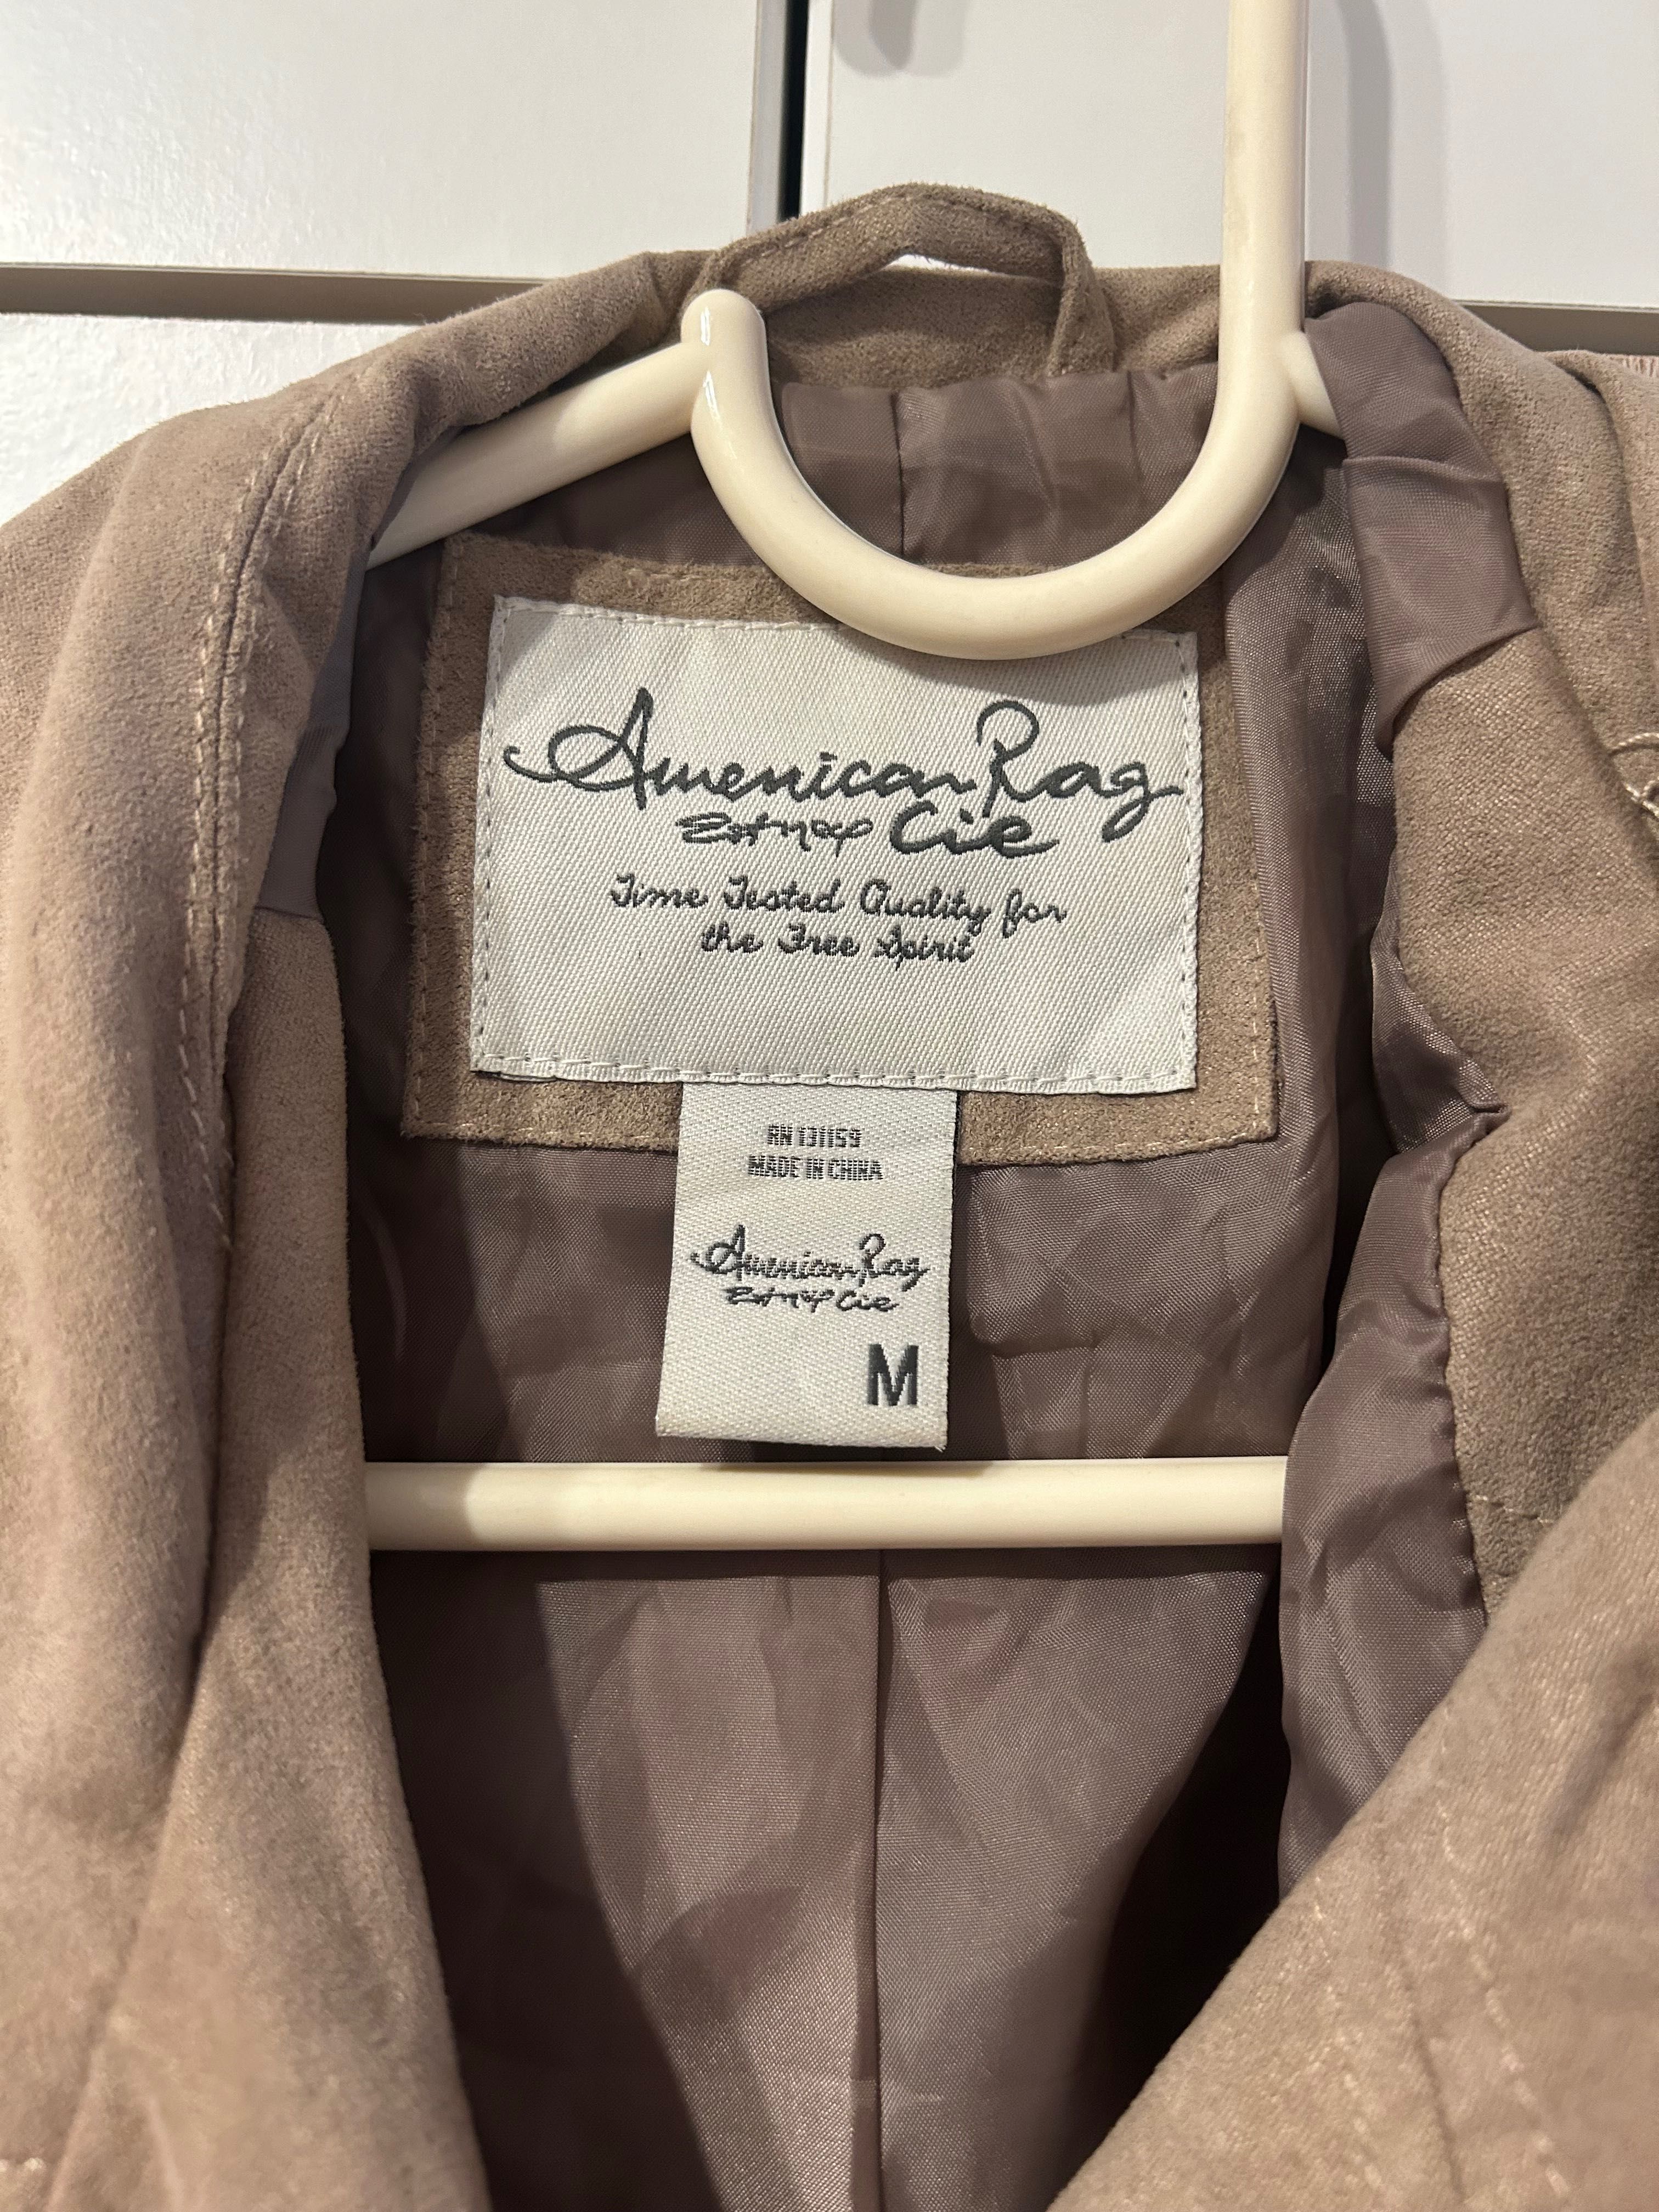 American Rag
Cie
Time Tested Quality for
the Free Spirit
RN 131159
MADE IN CHINA
American Rag
Cie
M